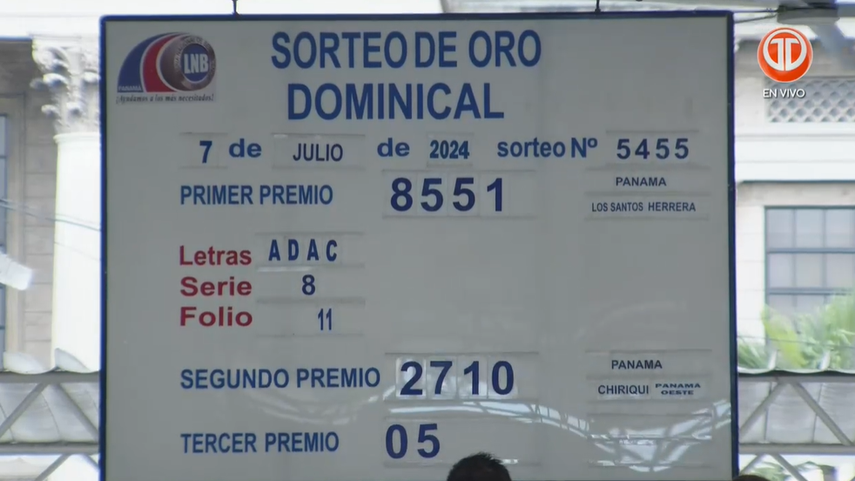 LNB
PANAMA
Ayudamos a los más necesitados!
SORTEO DE ORO
DOMINICAL
EN VIVO
7 de JULIO de 2024 sorteo Nº 5455
PRIMER PREMIO 8551 PANAMA
LOS SANTOS HERRERA
Letras ADAC
Serie 8
Folio 11
SEGUNDO PREMIO 2710 PANAMA
CHIRIQUI PANAMA OESTE
TERCER PREMIO 05